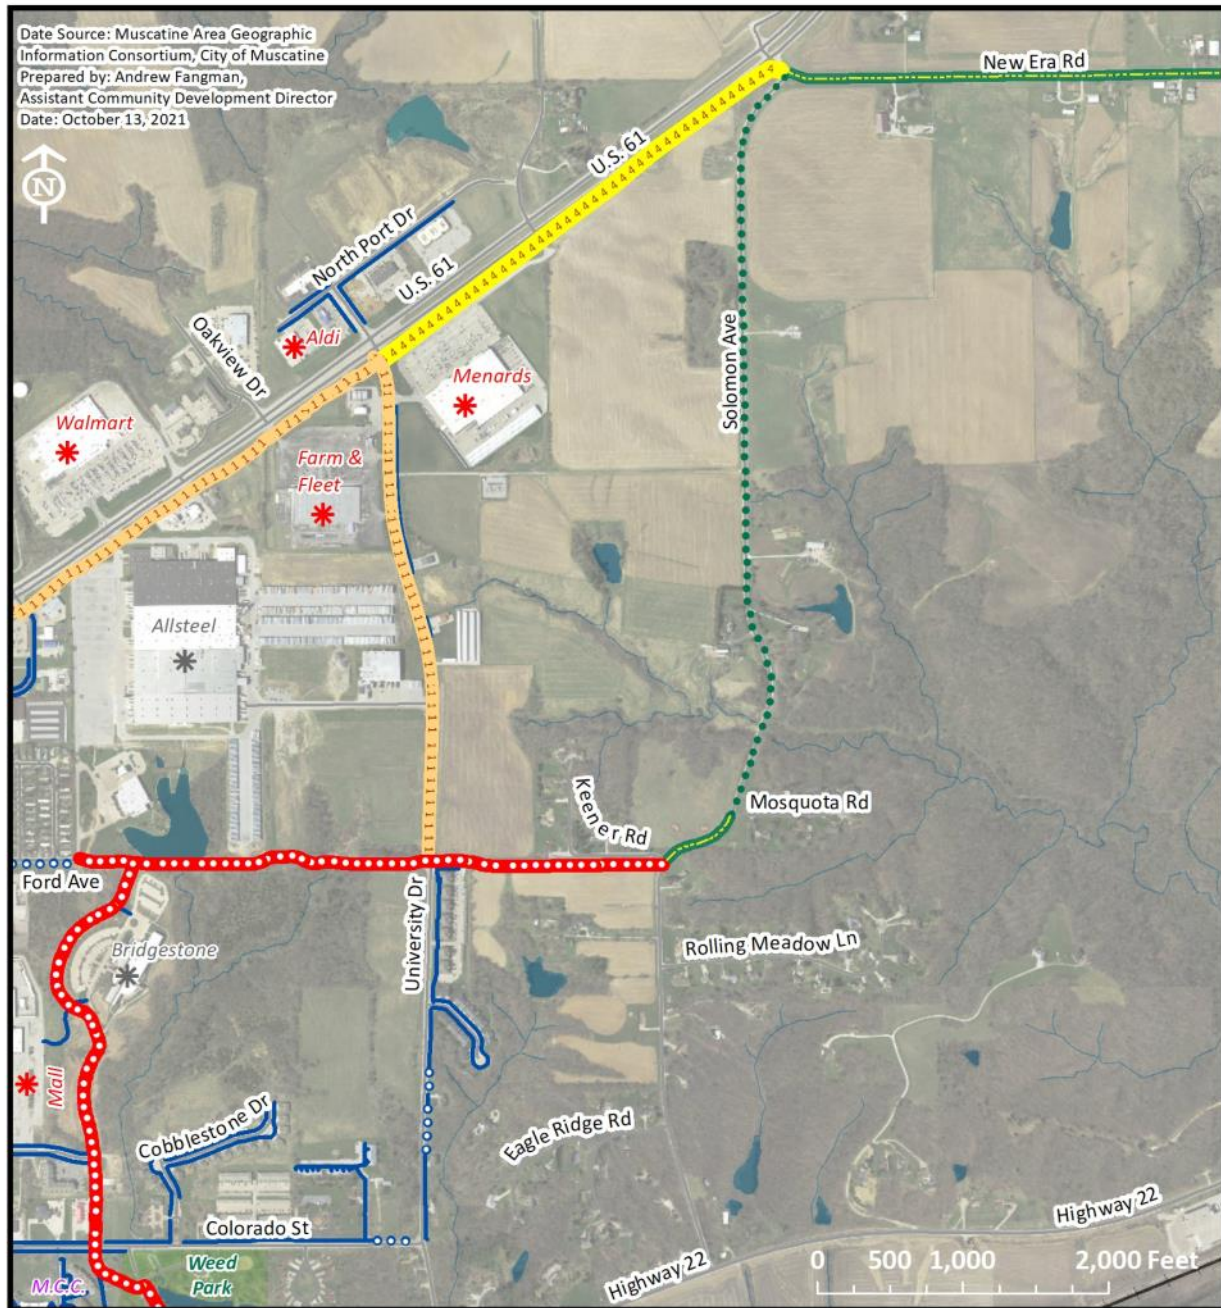 Date Source: Muscatine Area Geographic
Information Consortium, City of Muscatine
Prepared by: Andrew Fangman,
Assistant Community Development Director
Date: October 13, 2021
N
New Era Rd
U.S. 61
North Port Dr
U.S. 61
Oakview Dr
Aldi
Menards
Solomon Ave
Walmart
Farm &
Fleet
Allsteel
Keener Rd
Mosquota Rd
Ford Ave
University Dr
Bridgestone
Rolling Meadow Ln
Mall
Cobblestone Dr
Eagle Ridge Rd
Colorado St
Highway 22
Highway 22
Weed
Park
M.C.C.
0 500 1,000 2,000 Feet